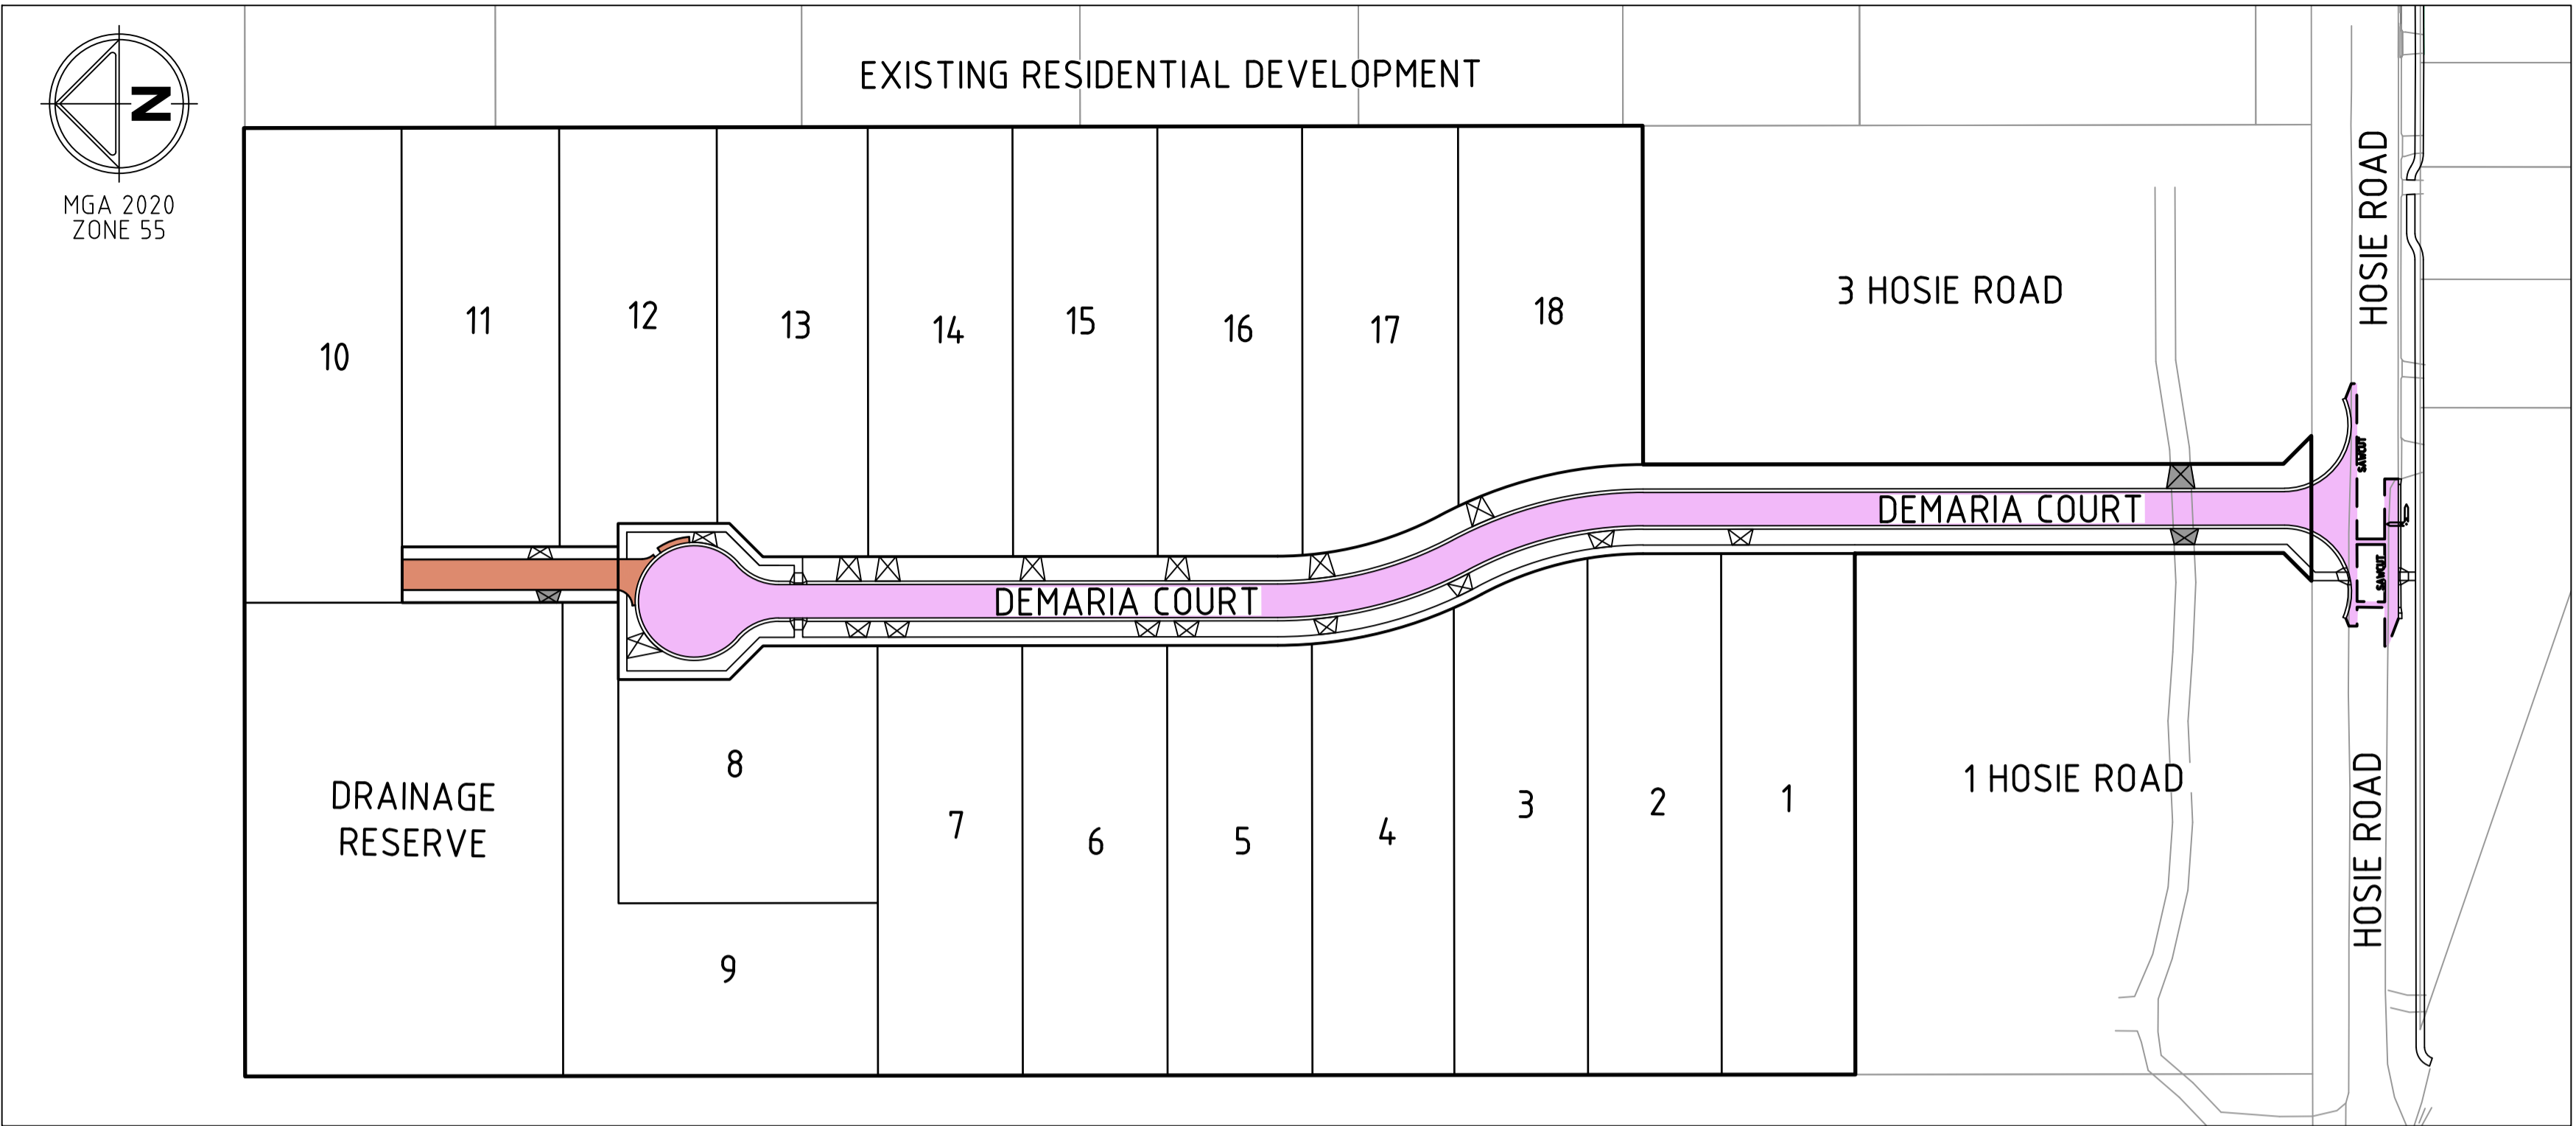 EXISTING RESIDENTIAL DEVELOPMENT
N
MGA 2020
ZONE 55
10
11
12
13
14
15
16
17
18
3 HOSIE ROAD
HOSIE ROAD
SAWCUT
DEMARIA COURT
DEMARIA COURT
SAWCUT
DRAINAGE
RESERVE
8
9
7
6
5
4
3
2
1
1 HOSIE ROAD
HOSIE ROAD